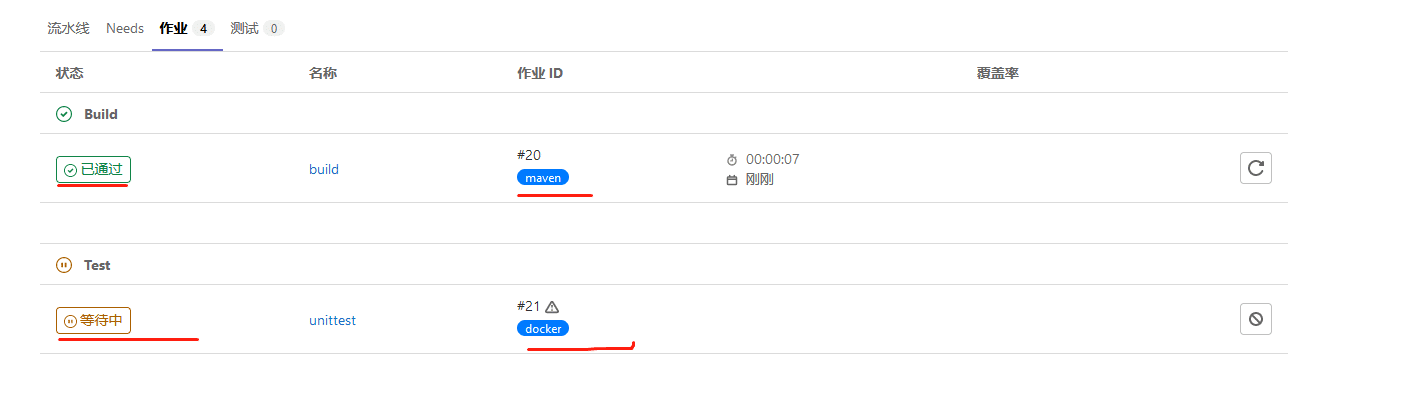 流水线 Needs 作业 4 测试 0
状态 名称 作业 ID 覆盖率
Build
已通过 build #20 00:00:07
maven 刚刚
Test
等待中 unittest #21
docker